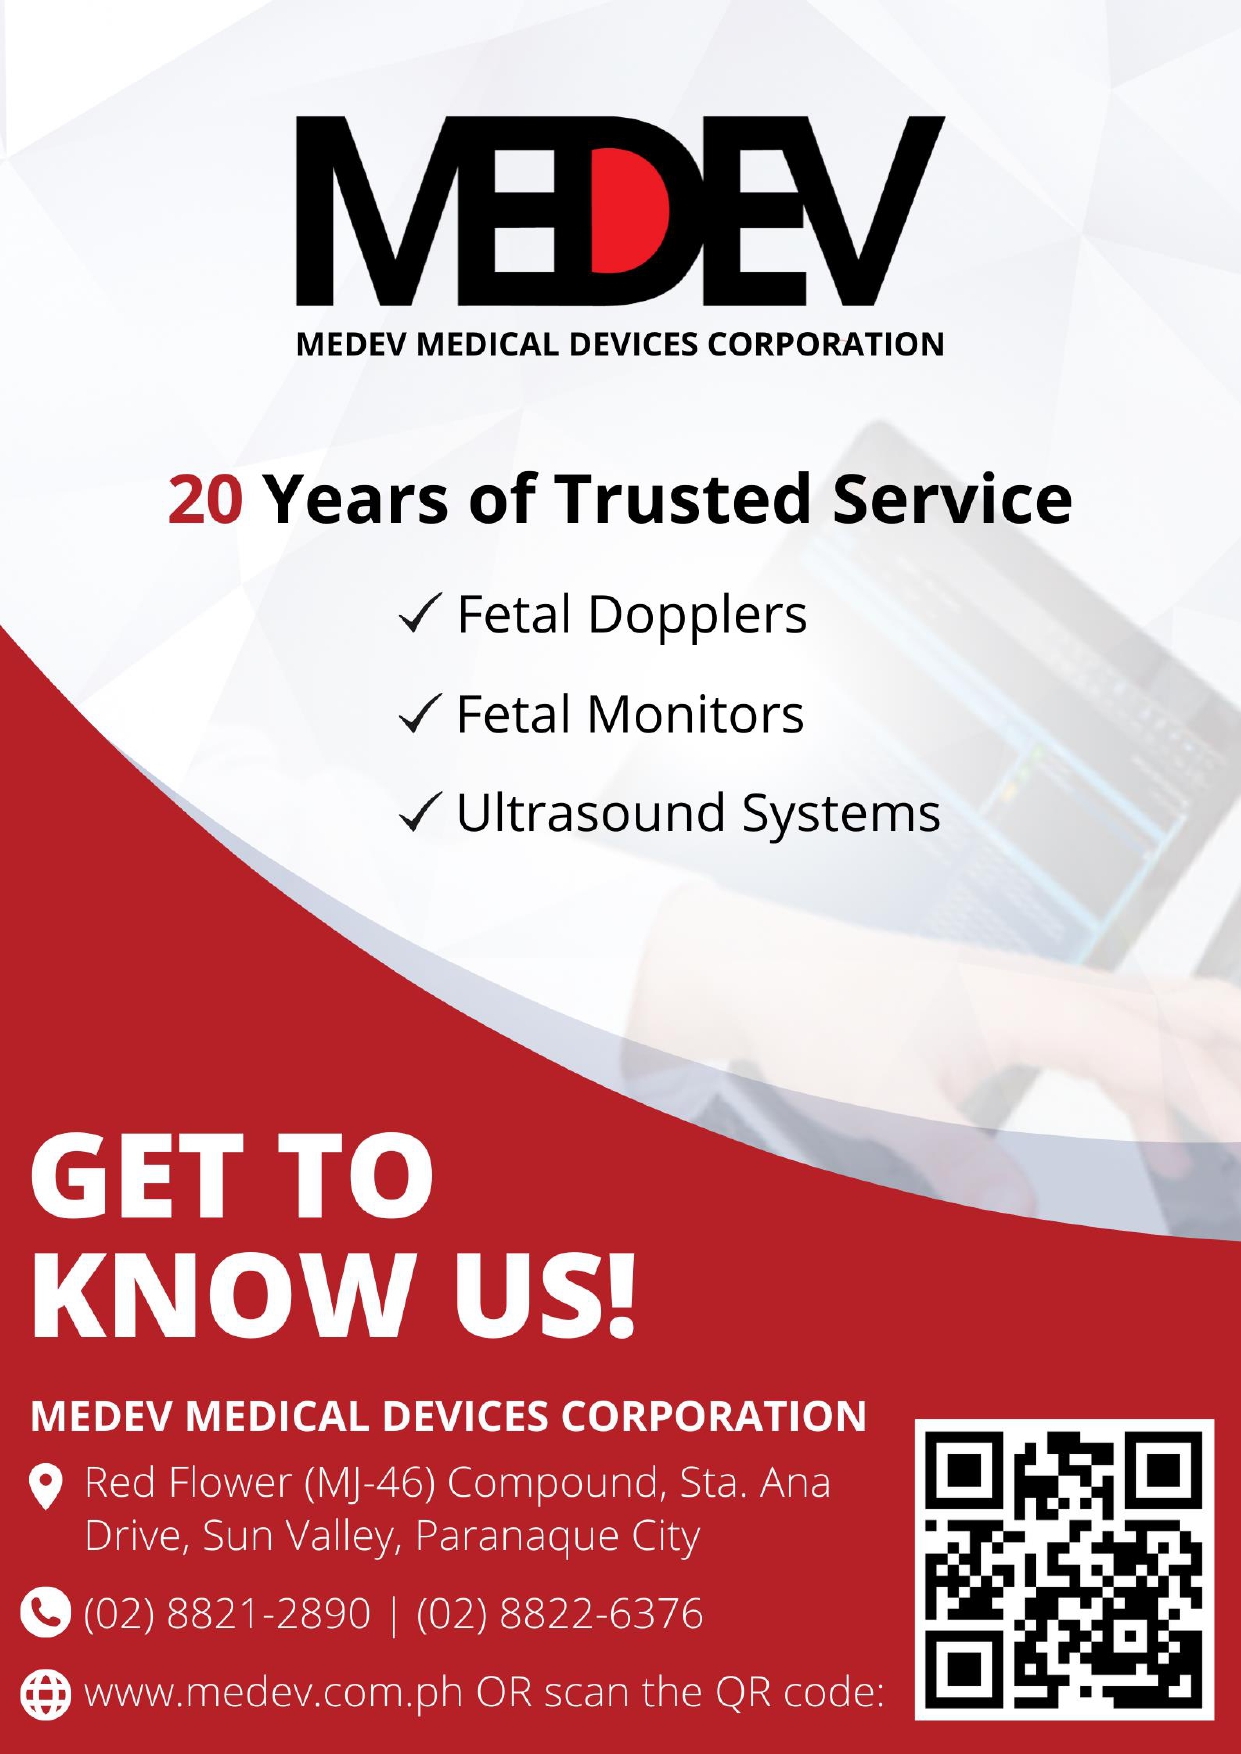 MEDEV
MEDEV MEDICAL DEVICES CORPORATION
20 Years of Trusted Service
Fetal Dopplers
Fetal Monitors
Ultrasound Systems
GET TO
KNOW US!
MEDEV MEDICAL DEVICES CORPORATION
Red Flower (MJ-46) Compound, Sta. Ana
Drive, Sun Valley, Paranaque City
(02) 8821-2890 | (02) 8822-6376
www.medev.com.ph OR scan the QR code: